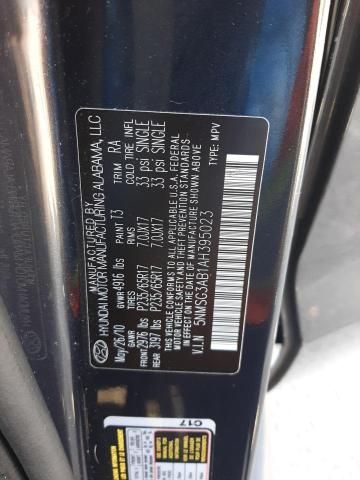 MANUFACTURED BY
HYUNDAI MOTOR MANUFACTURING ALABAMA, LLC
May/26/10 GVWR 4916 lbs PAINT T3 TRIM RA
GAWR RIMS COLD TIRE INFL
FRONT 2976 lbs P235/65R17 7.0JX17 33 psi SINGLE
REAR 3197 lbs P235/65R17 7.0JX17 33 psi SINGLE
THIS VEHICLE CONFORMS TO ALL APPLICABLE U.S.A. FEDERAL
MOTOR VEHICLE SAFETY AND THEFT PREVENTION
STANDARDS IN EFFECT ON THE DATE OF MANUFACTURE SHOWN ABOVE.
V.I.N 5NMSG3AB1AH395023 TYPE: MPV
C17